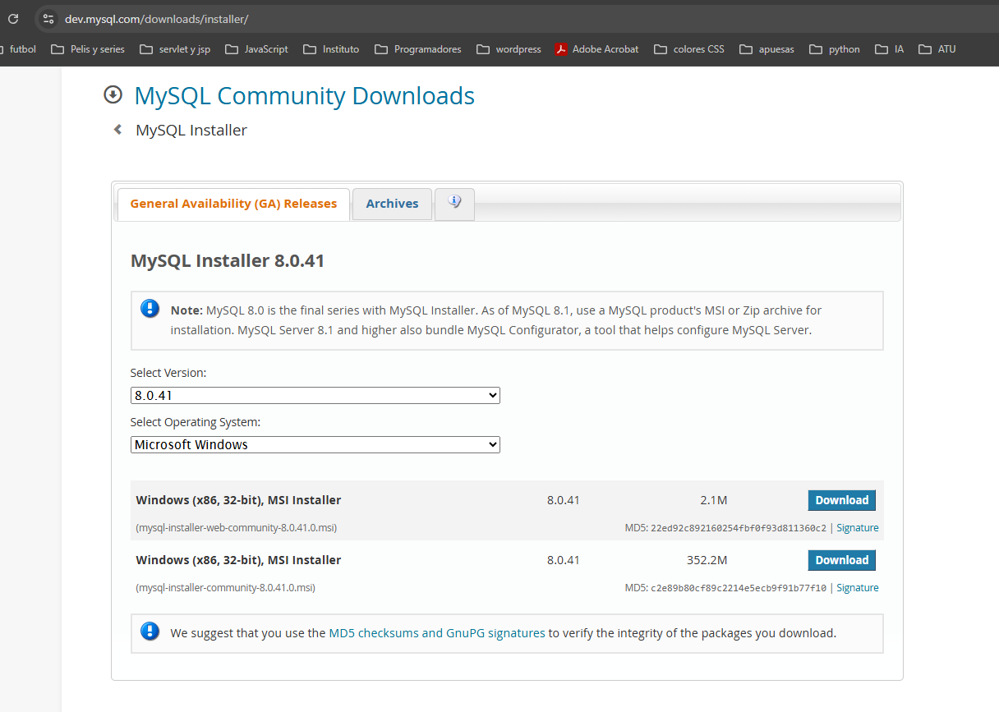 dev.mysql.com/downloads/installer/
futbol Pelis y series servlet y jsp JavaScript Instituto Programadores wordpress Adobe Acrobat colores CSS apuesas python IA ATU
MySQL Community Downloads
MySQL Installer
General Availability (GA) Releases Archives
MySQL Installer 8.0.41
Note: MySQL 8.0 is the final series with MySQL Installer. As of MySQL 8.1, use a MySQL product's MSI or Zip archive for
installation. MySQL Server 8.1 and higher also bundle MySQL Configurator, a tool that helps configure MySQL Server.
Select Version:
8.0.41
Select Operating System:
Microsoft Windows
Windows (x86, 32-bit), MSI Installer 8.0.41 2.1M Download
(mysql-installer-web-community-8.0.41.0.msi) MD5: 22ed92c892160254fbf0f93d811360c2 | Signature
Windows (x86, 32-bit), MSI Installer 8.0.41 352.2M Download
(mysql-installer-community-8.0.41.0.msi) MD5: c2e89b80cf89c2214e5ecb9f91b77f10 | Signature
We suggest that you use the MD5 checksums and GnuPG signatures to verify the integrity of the packages you download.